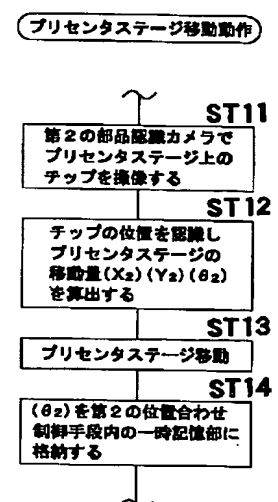 プリセンタステージ移動動作
ST11
第2の部品認識カメラで
プリセンタステージ上の
チップを撮像する
ST12
チップの位置を認識し
プリセンタステージの
移動量(X₂)(Y₂)(θ₂)
を算出する
ST13
プリセンタステージ移動
ST14
(θ₂)を第2の位置合わせ
制御手段内の一時記憶部に
格納する